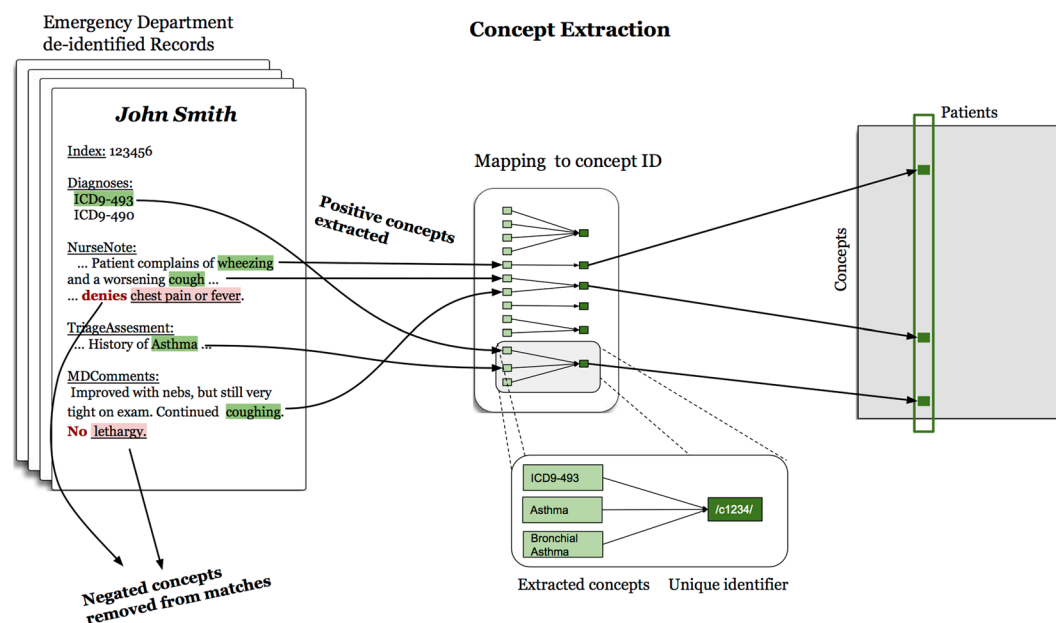 Emergency Department
de-identified Records
Concept Extraction
John Smith
Index: 123456
Diagnoses:
ICD9-493
ICD9-490
NurseNote:
... Patient complains of wheezing
and a worsening cough ...
... denies chest pain or fever.
TriageAssesment:
... History of Asthma ...
MDComments:
Improved with nebs, but still very
tight on exam. Continued coughing.
No lethargy.
Positive concepts
extracted
Negated concepts
removed from matches
Mapping to concept ID
ICD9-493
Asthma
Bronchial
Asthma
/c1234/
Extracted concepts
Unique identifier
Patients
Concepts